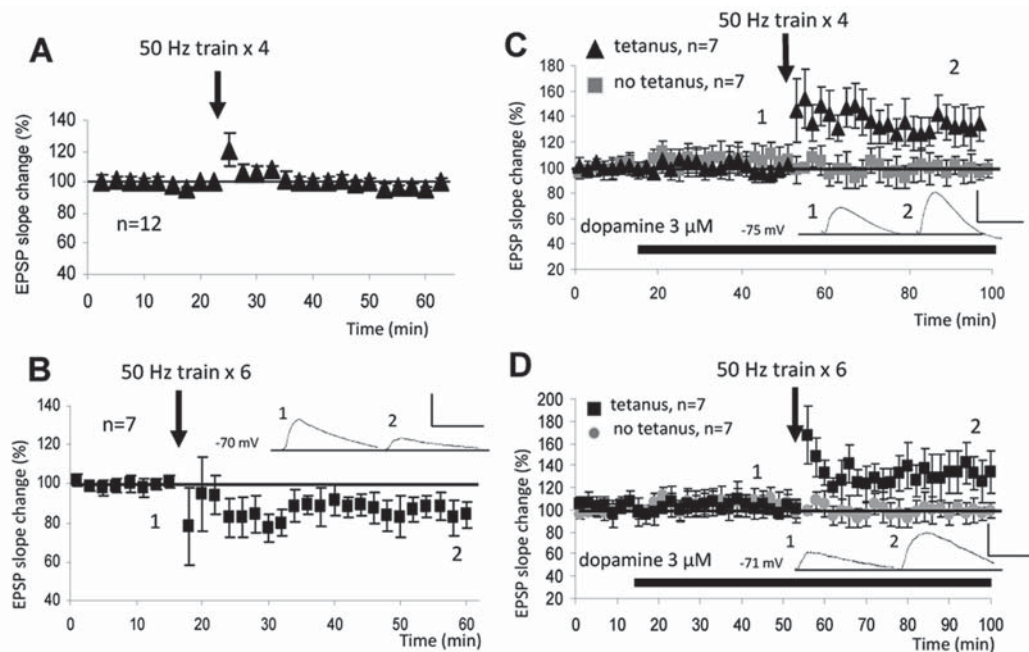 A
50 Hz train x 4
EPSP slope change (%)
140
120
100
80
60
40
n=12
0 10 20 30 40 50 60
Time (min)
B
50 Hz train x 6
EPSP slope change (%)
140
120
100
80
60
40
n=7
1
2
-70 mV
1
2
0 10 20 30 40 50 60
Time (min)
C
50 Hz train x 4
tetanus, n=7
no tetanus, n=7
EPSP slope change (%)
180
160
140
120
100
80
60
40
20
1
2
1
2
dopamine 3 µM
-75 mV
0 20 40 60 80 100
Time (min)
D
50 Hz train x 6
tetanus, n=7
no tetanus, n=7
EPSP slope change (%)
200
180
160
140
120
100
80
60
40
20
1
2
1
2
dopamine 3 µM
-71 mV
0 10 20 30 40 50 60 70 80 90 100
Time (min)